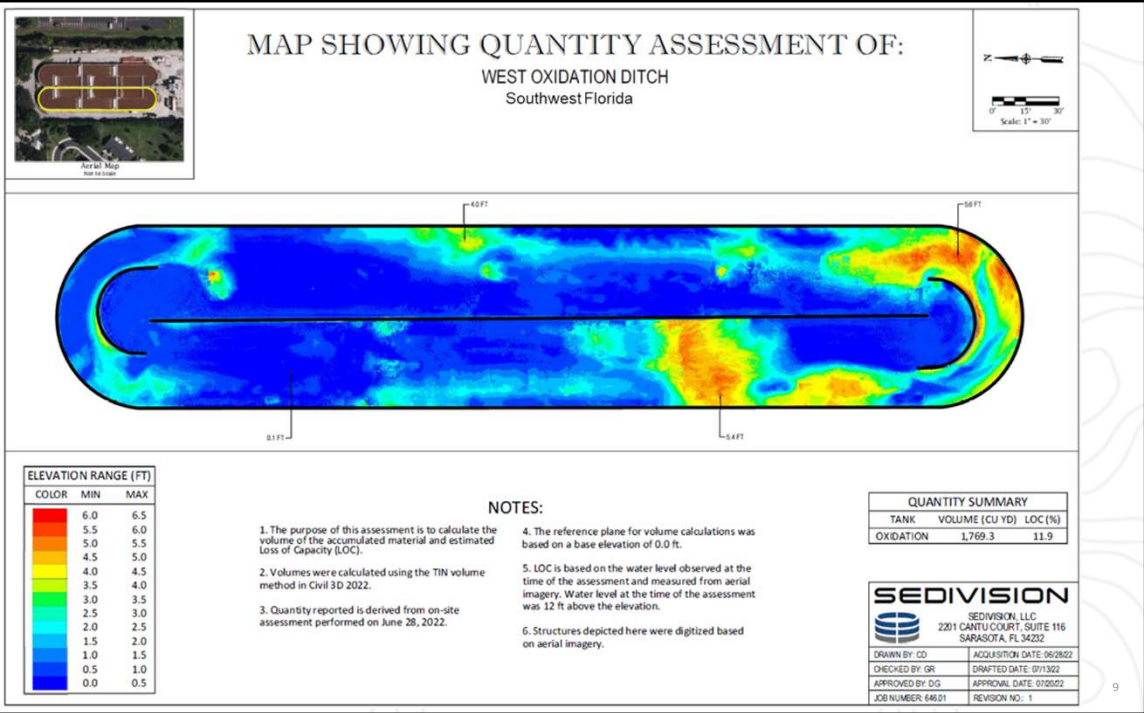 MAP SHOWING QUANTITY ASSESSMENT OF:
WEST OXIDATION DITCH
Southwest Florida
Aerial Map
Not to Scale
N
0' 15' 30'
Scale: 1" = 30'
4.0 FT
5.6 FT
0.1 FT
5.4 FT
ELEVATION RANGE (FT)
COLOR MIN MAX
6.0 6.5
5.5 6.0
5.0 5.5
4.5 5.0
4.0 4.5
3.5 4.0
3.0 3.5
2.5 3.0
2.0 2.5
1.5 2.0
1.0 1.5
0.5 1.0
0.0 0.5
NOTES:
1. The purpose of this assessment is to calculate the
volume of the accumulated material and estimated
Loss of Capacity (LOC).
2. Volumes were calculated using the TIN volume
method in Civil 3D 2022.
3. Quantity reported is derived from on-site
assessment performed on June 28, 2022.
4. The reference plane for volume calculations was
based on a base elevation of 0.0 ft.
5. LOC is based on the water level observed at the
time of the assessment and measured from aerial
imagery. Water level at the time of the assessment
was 12 ft above the elevation.
6. Structures depicted here were digitized based
on aerial imagery.
QUANTITY SUMMARY
TANK VOLUME (CU YD) LOC (%)
OXIDATION 1,769.3 11.9
SEDIVISION
SEDIVISION, LLC
2201 CANTU COURT, SUITE 116
SARASOTA, FL 34232
DRAWN BY: CD ACQUISITION DATE: 06/28/22
CHECKED BY: GR DRAFTED DATE: 07/13/22
APPROVED BY: DG APPROVAL DATE: 07/20/22
JOB NUMBER: 646.01 REVISION NO.: 1
9